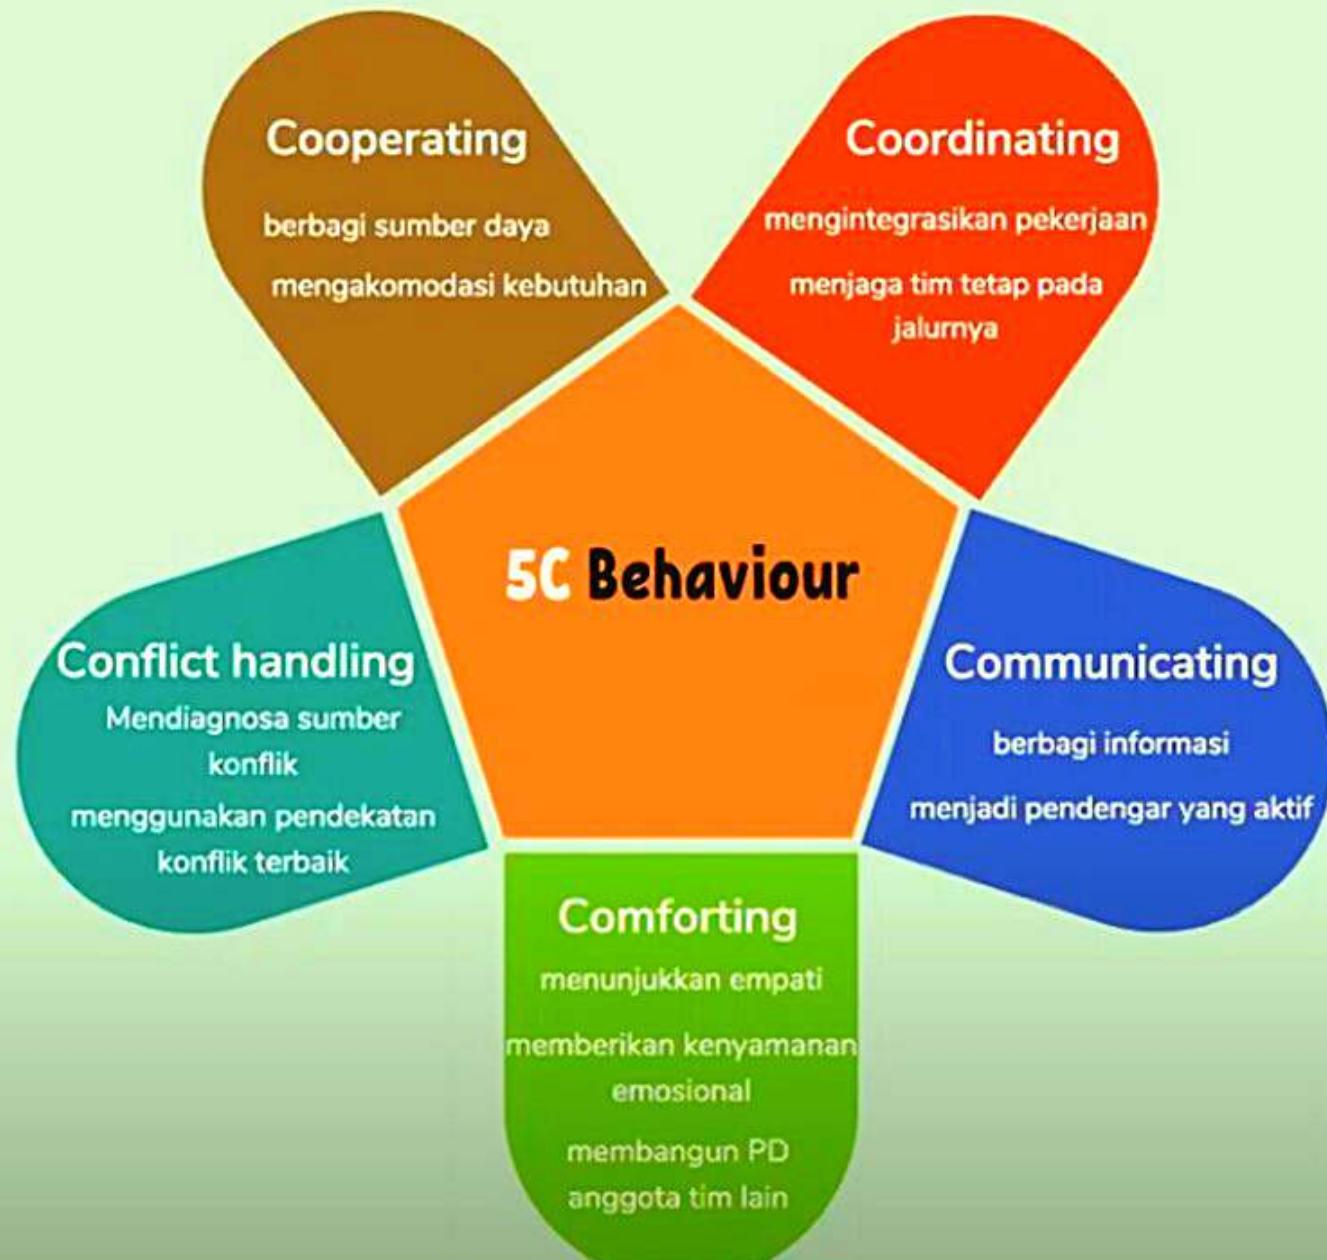 Cooperating
berbagi sumber daya
mengakomodasi kebutuhan
Coordinating
mengintegrasikan pekerjaan
menjaga tim tetap pada
jalurnya
5C Behaviour
Conflict handling
Mendiagnosa sumber
konflik
menggunakan pendekatan
konflik terbaik
Communicating
berbagi informasi
menjadi pendengar yang aktif
Comforting
menunjukkan empati
memberikan kenyamanan
emosional
membangun PD
anggota tim lain